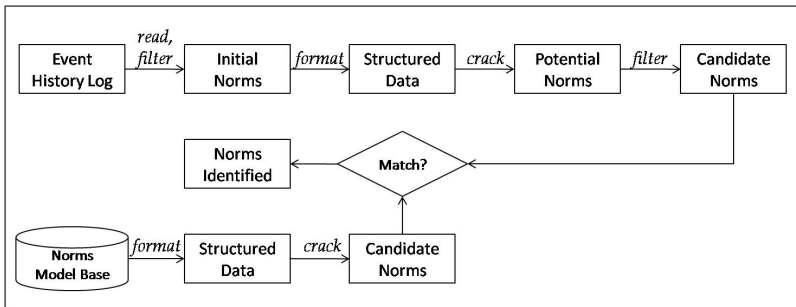 Event
History Log
read,
filter
Initial
Norms
format
Structured
Data
crack
Potential
Norms
filter
Candidate
Norms
Norms
Identified
Match?
Norms
Model Base
format
Structured
Data
crack
Candidate
Norms